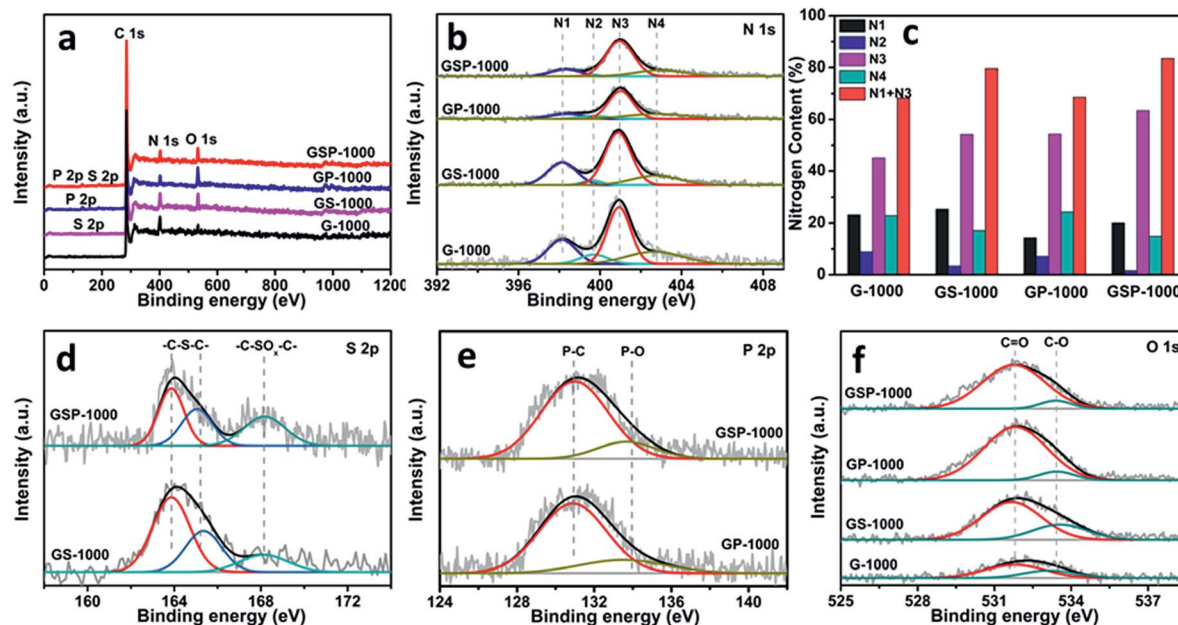 a
C 1s
N 1s
O 1s
GSP-1000
P 2p S 2p
GP-1000
P 2p
GS-1000
S 2p
G-1000
0 200 400 600 800 1000 1200
Binding energy (eV)
Intensity (a.u.)
b
N1 N2 N3 N4
N 1s
GSP-1000
GP-1000
GS-1000
G-1000
392 396 400 404 408
Binding energy (eV)
Intensity (a.u.)
c
N1
N2
N3
N4
N1+N3
100
80
60
40
20
0
Nitrogen Content (%)
G-1000 GS-1000 GP-1000 GSP-1000
d
-C-S-C-
-C-SOx-C-
S 2p
GSP-1000
GS-1000
160 164 168 172
Binding energy (eV)
Intensity (a.u.)
e
P-C
P-O
P 2p
GSP-1000
GP-1000
124 128 132 136 140
Binding energy (eV)
Intensity (a.u.)
f
C=O C-O
O 1s
GSP-1000
GP-1000
GS-1000
G-1000
525 528 531 534 537
Binding energy (eV)
Intensity (a.u.)